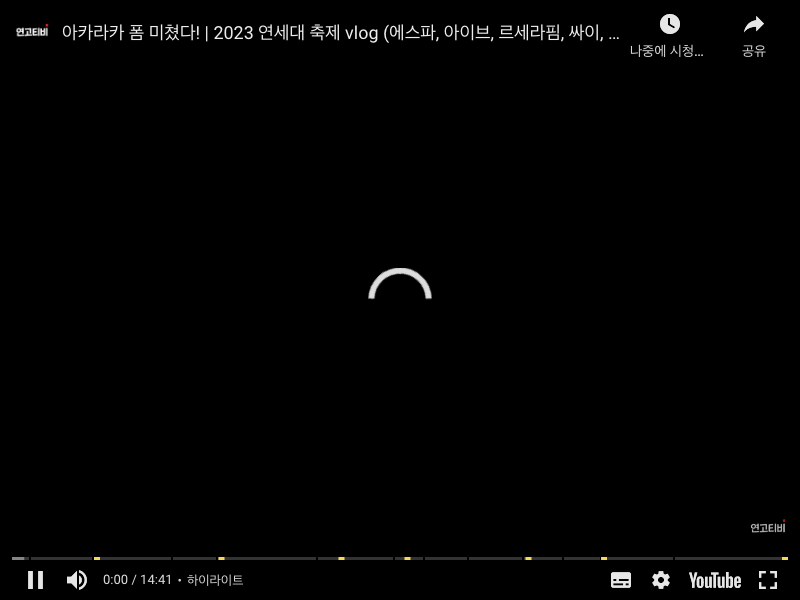 연고티비
아카라카 폼 미쳤다! | 2023 연세대 축제 vlog (에스파, 아이브, 르세라핌, 싸이, ...
나중에 시청...
공유
연고티비
0:00 / 14:41 • 하이라이트
YouTube